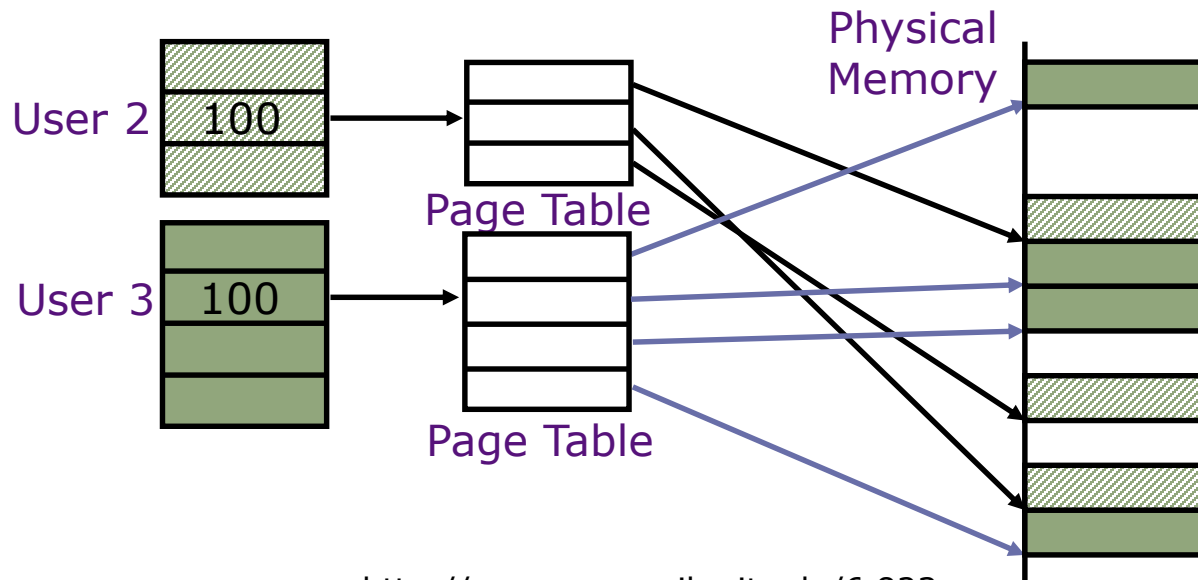 Physical
Memory
User 2
100
Page Table
User 3
100
Page Table